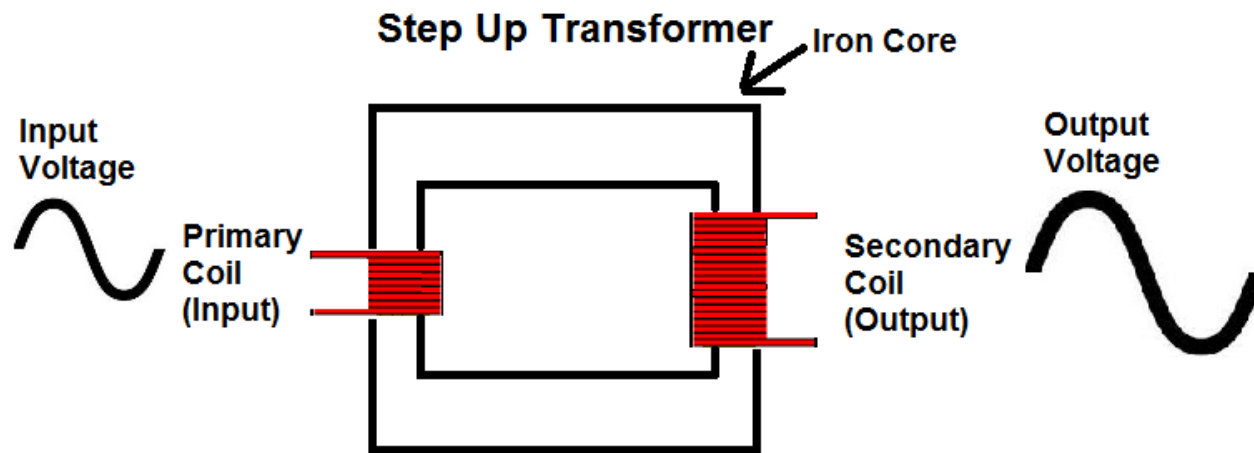 Step Up Transformer
Iron Core
Input
Voltage
Output
Voltage
Primary
Coil
(Input)
Secondary
Coil
(Output)